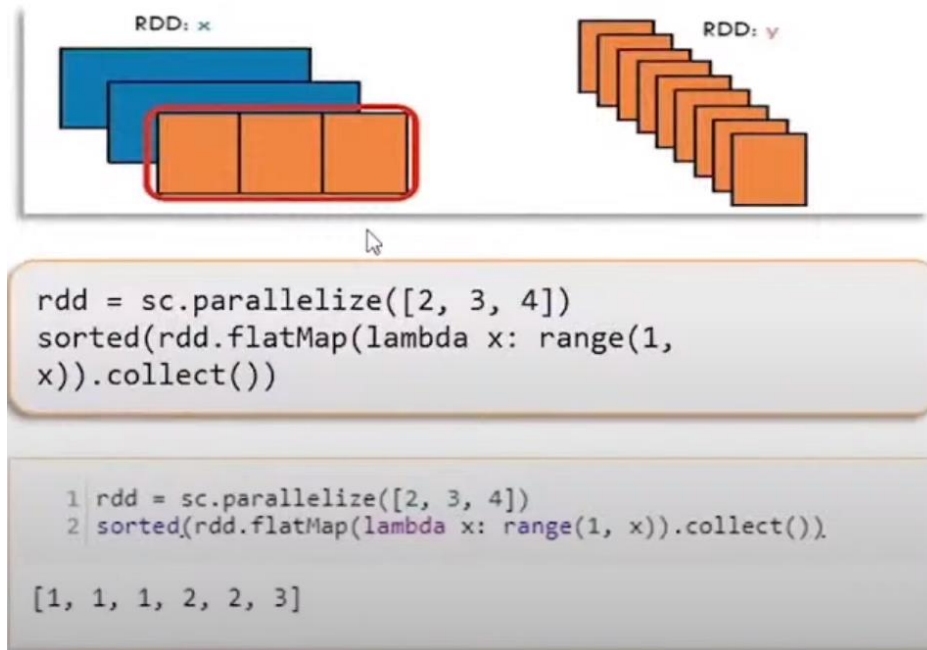 RDD: x
RDD: y
rdd = sc.parallelize([2, 3, 4])
sorted(rdd.flatMap(lambda x: range(1,
x)).collect())
1 rdd = sc.parallelize([2, 3, 4])
2 sorted(rdd.flatMap(lambda x: range(1, x)).collect())
[1, 1, 1, 2, 2, 3]